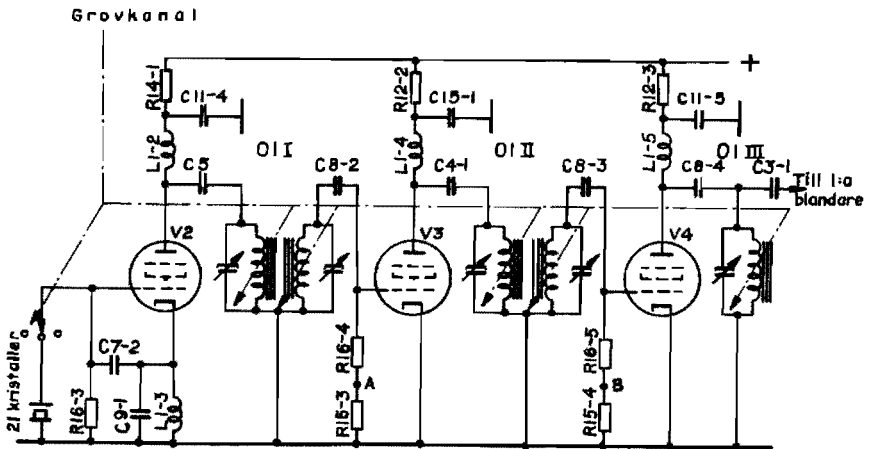 Grovkanal
+
R14-1
C11-4
R12-2
C15-1
R12-3
C11-5
L1-2
O1 I
L1-4
O1 II
L1-5
O1 III
C5
C8-2
C4-1
C8-3
C8-4
C3-1
Till 1:a
blandare
V2
V3
V4
21 kristaller
a
a
C7-2
R16-3
C9-1
L1-3
R16-4
A
R15-3
R16-5
B
R15-4